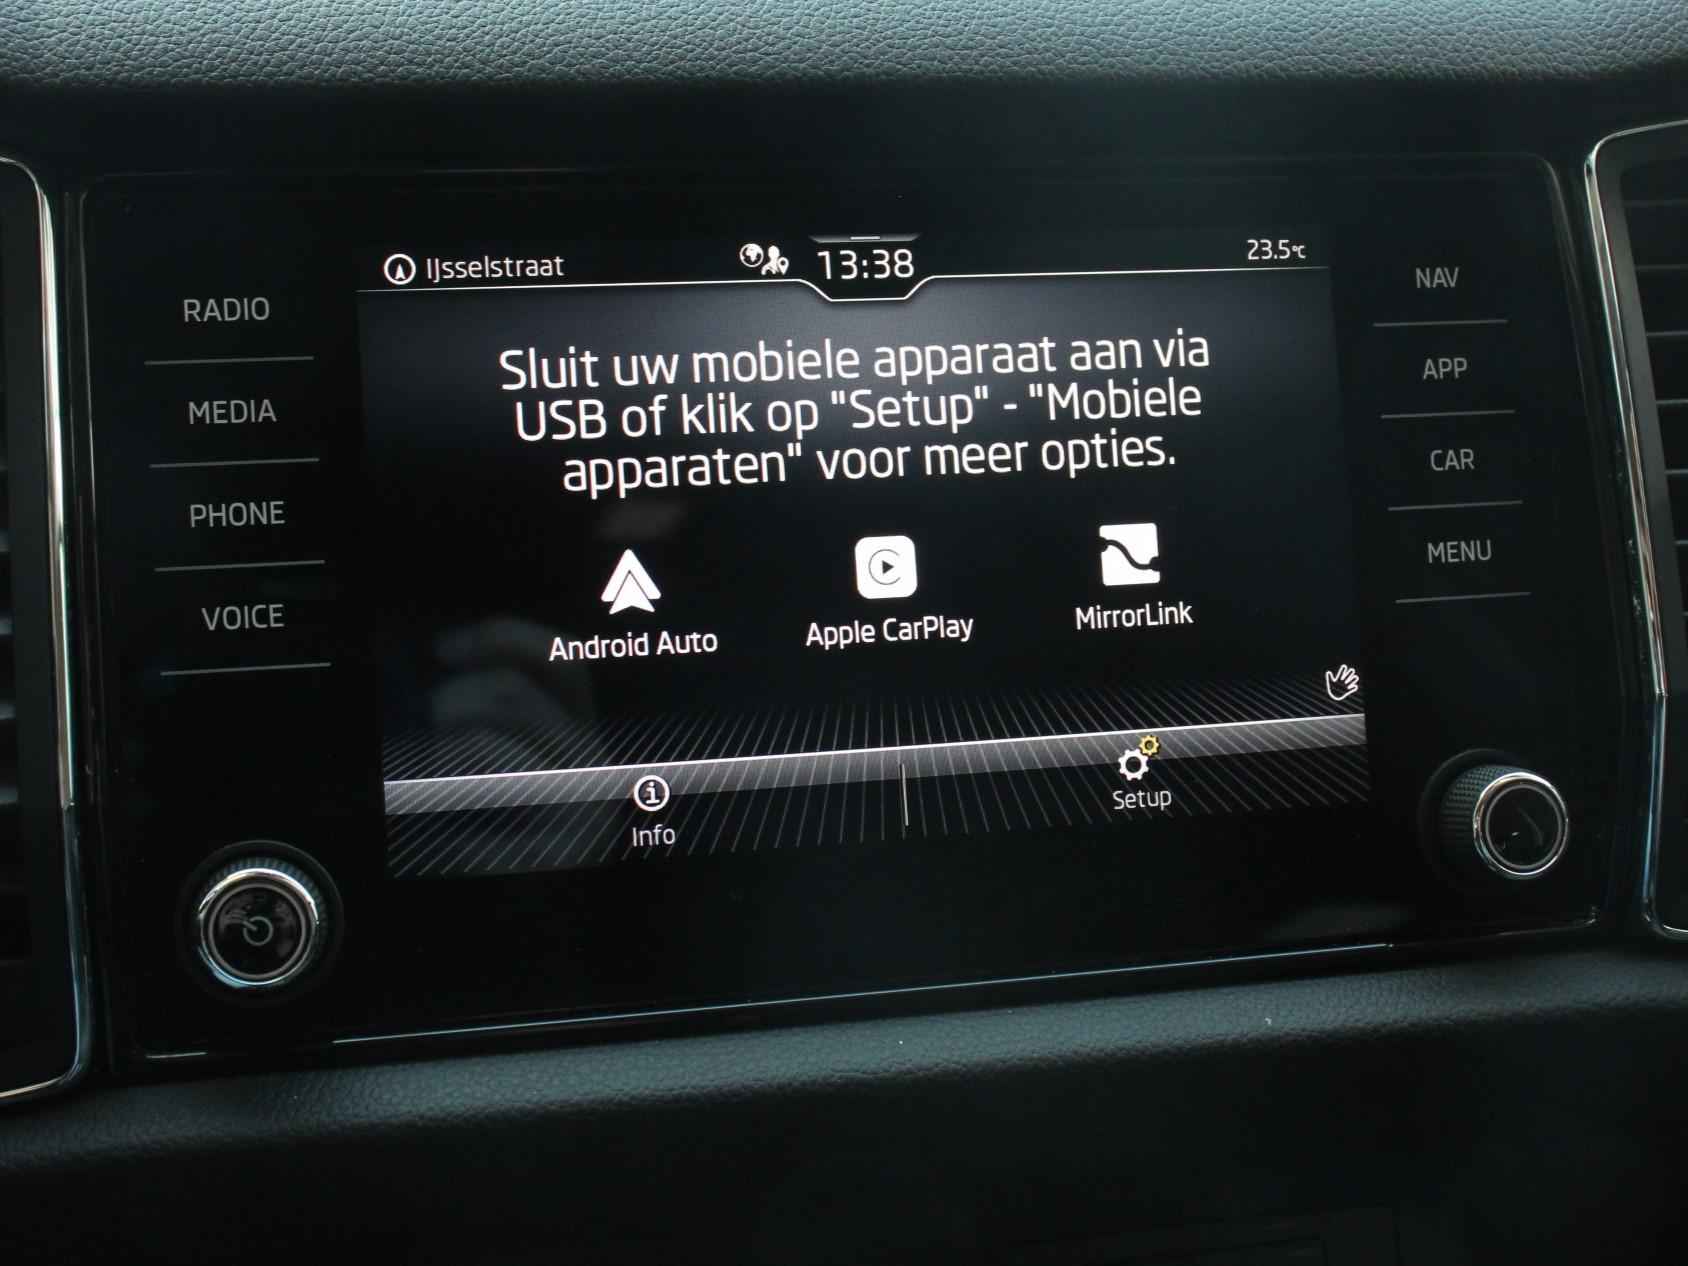 IJsselstraat
13:38
23.5°C
RADIO
MEDIA
PHONE
VOICE
Sluit uw mobiele apparaat aan via
USB of klik op "Setup" - "Mobiele
apparaten" voor meer opties.
Android Auto
Apple CarPlay
MirrorLink
Info
Setup
NAV
APP
CAR
MENU